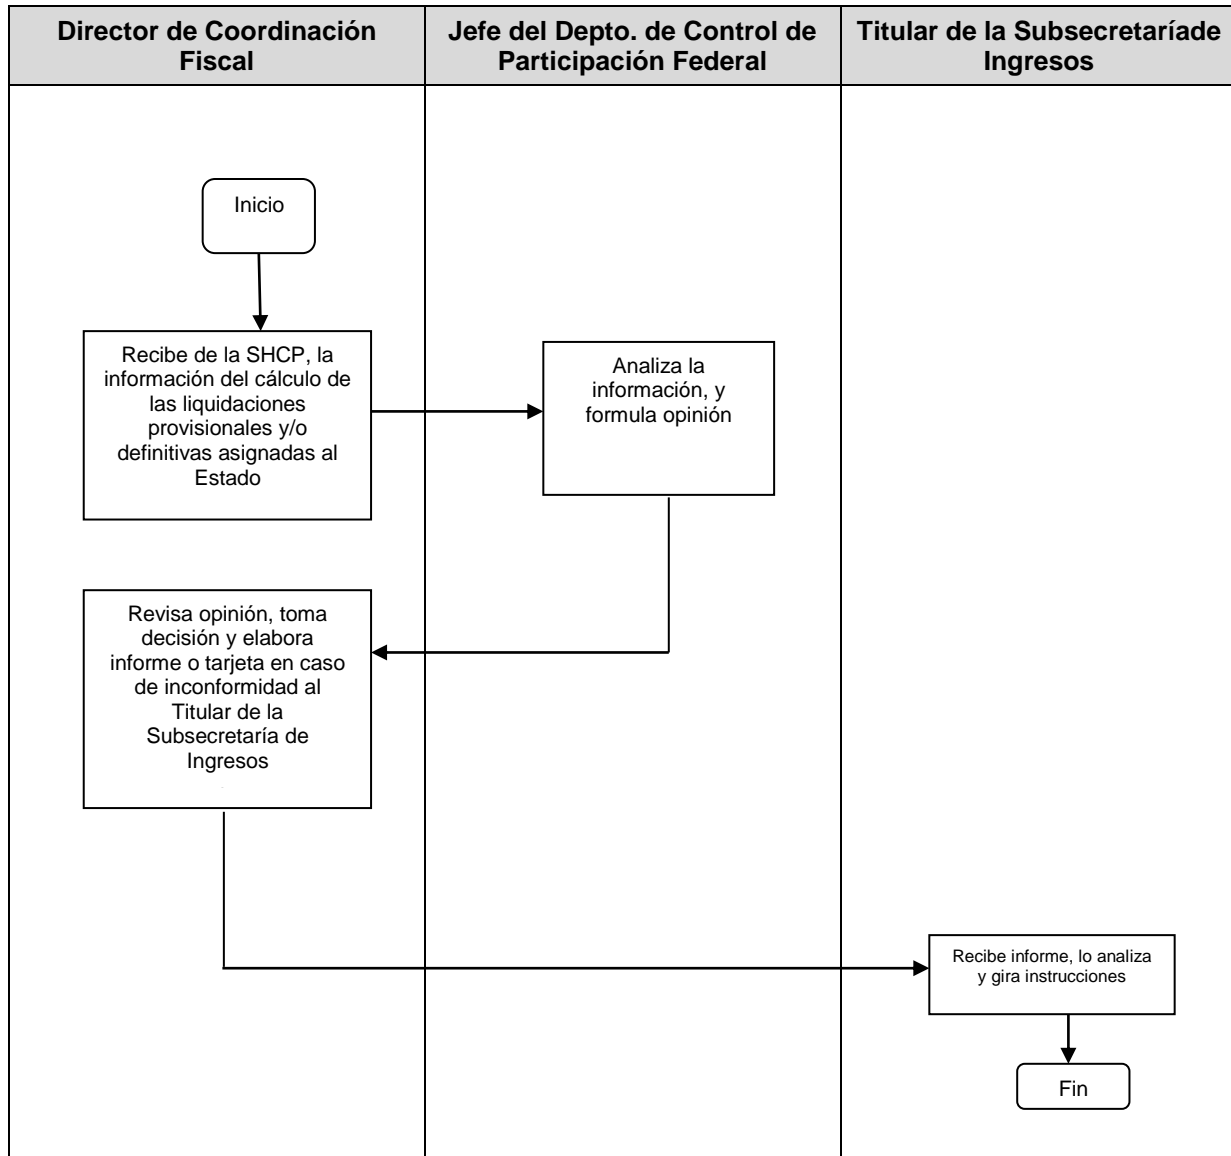 Director de Coordinación
Fiscal
Jefe del Depto. de Control de
Participación Federal
Titular de la Subsecretaríade
Ingresos
Inicio
Recibe de la SHCP, la
información del cálculo de
las liquidaciones
provisionales y/o
definitivas asignadas al
Estado
Analiza la
información, y
formula opinión
Revisa opinión, toma
decisión y elabora
informe o tarjeta en caso
de inconformidad al
Titular de la
Subsecretaría de
Ingresos
Recibe informe, lo analiza
y gira instrucciones
Fin